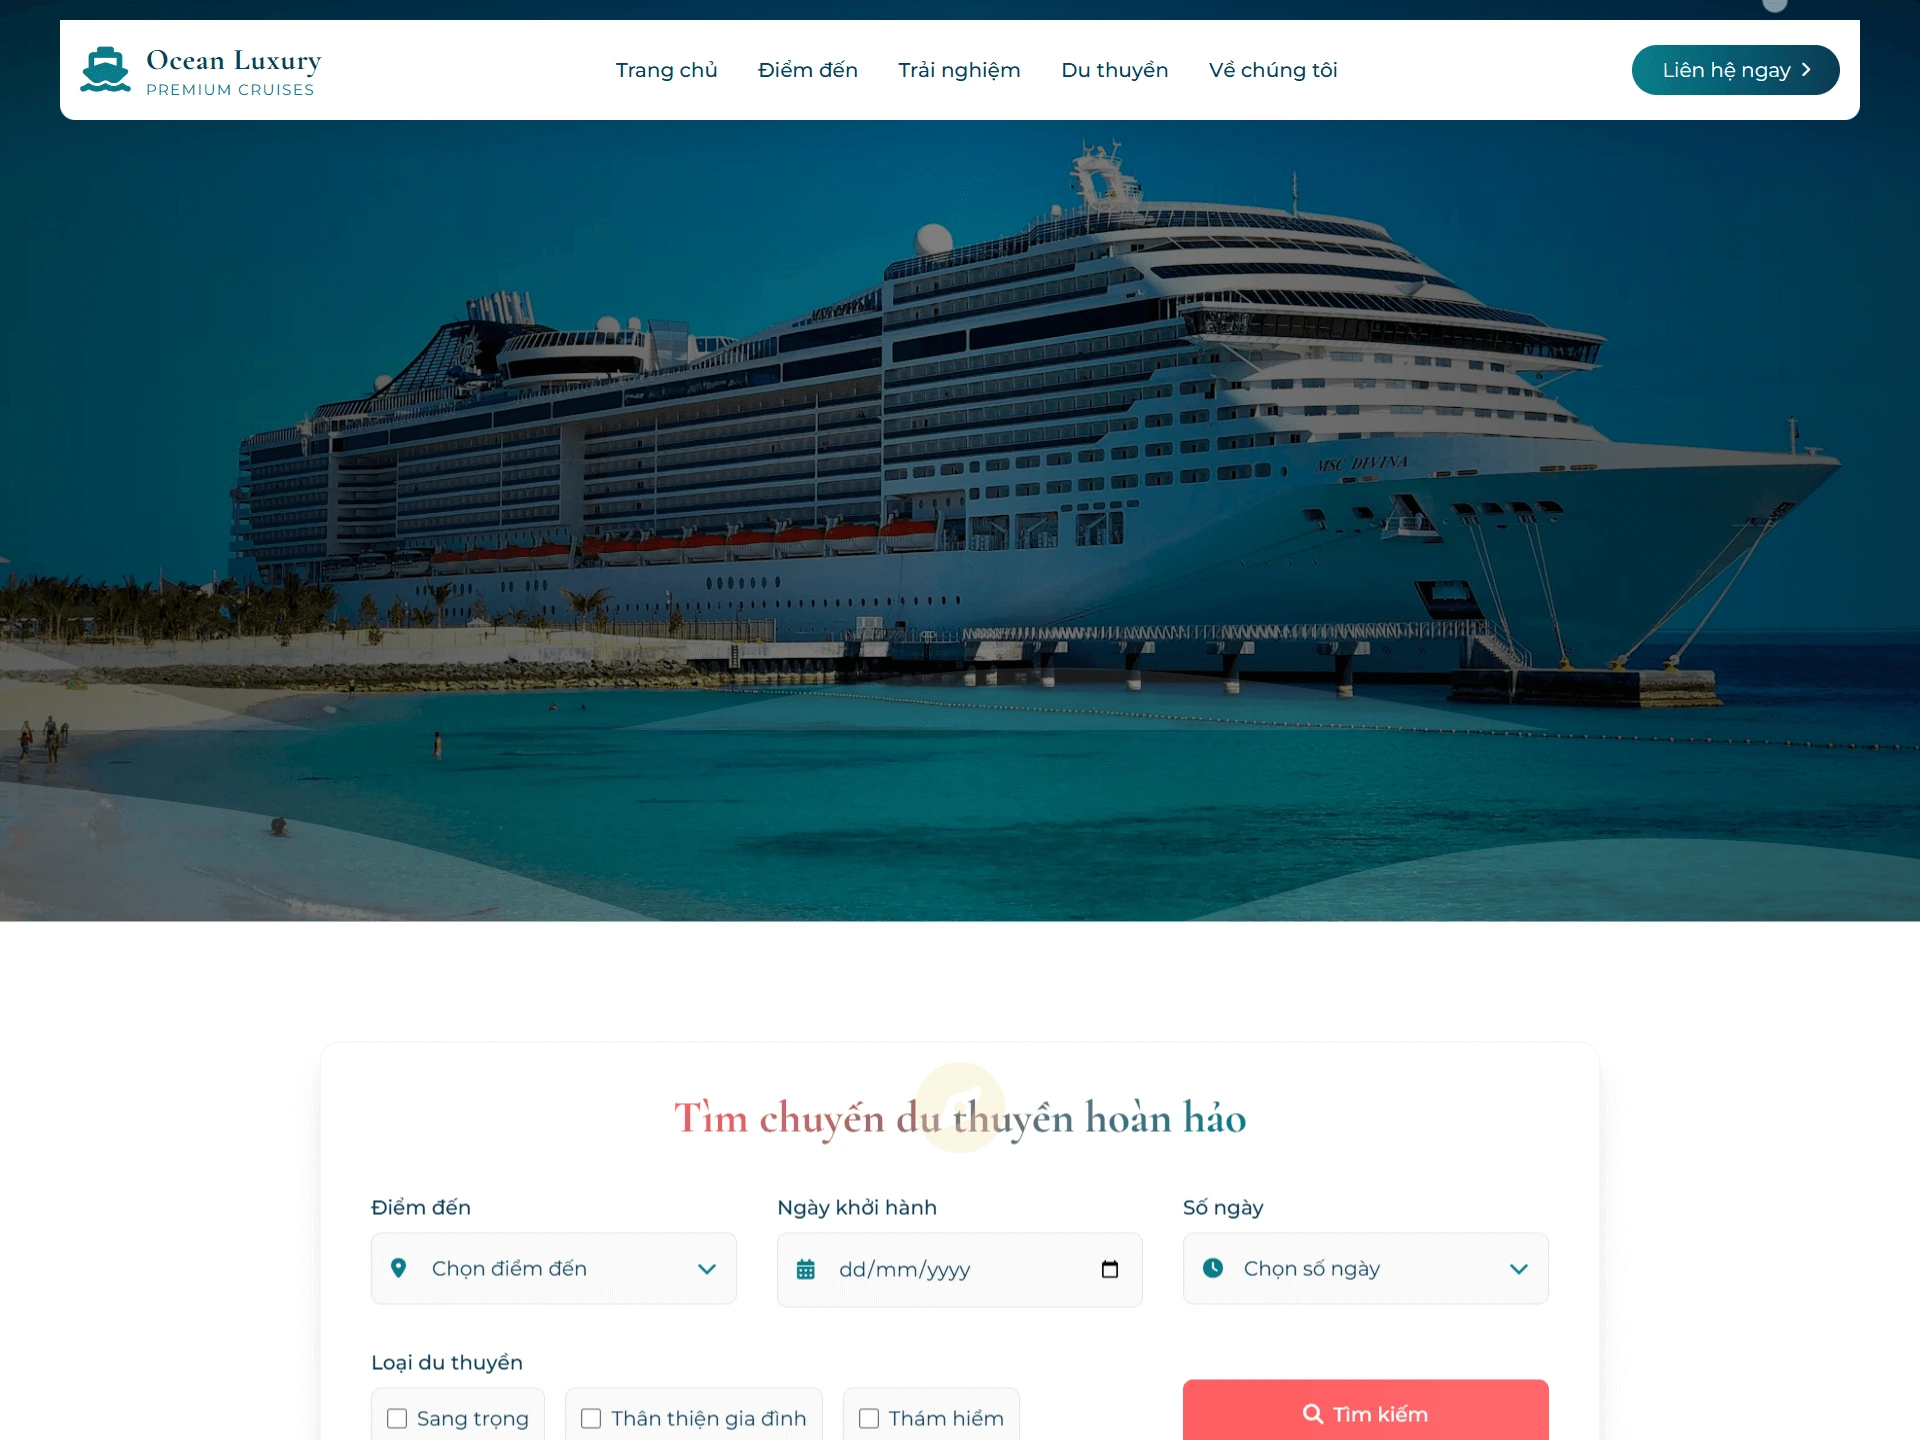 Ocean Luxury
PREMIUM CRUISES
Trang chủ
Điểm đến
Trải nghiệm
Du thuyền
Về chúng tôi
Liên hệ ngay
MSC DIVINA
Tìm chuyến du thuyền hoàn hảo
Điểm đến
Ngày khởi hành
Số ngày
Chọn điểm đến
dd/mm/yyyy
Chọn số ngày
Loại du thuyền
Sang trọng
Thân thiện gia đình
Thám hiểm
Tìm kiếm